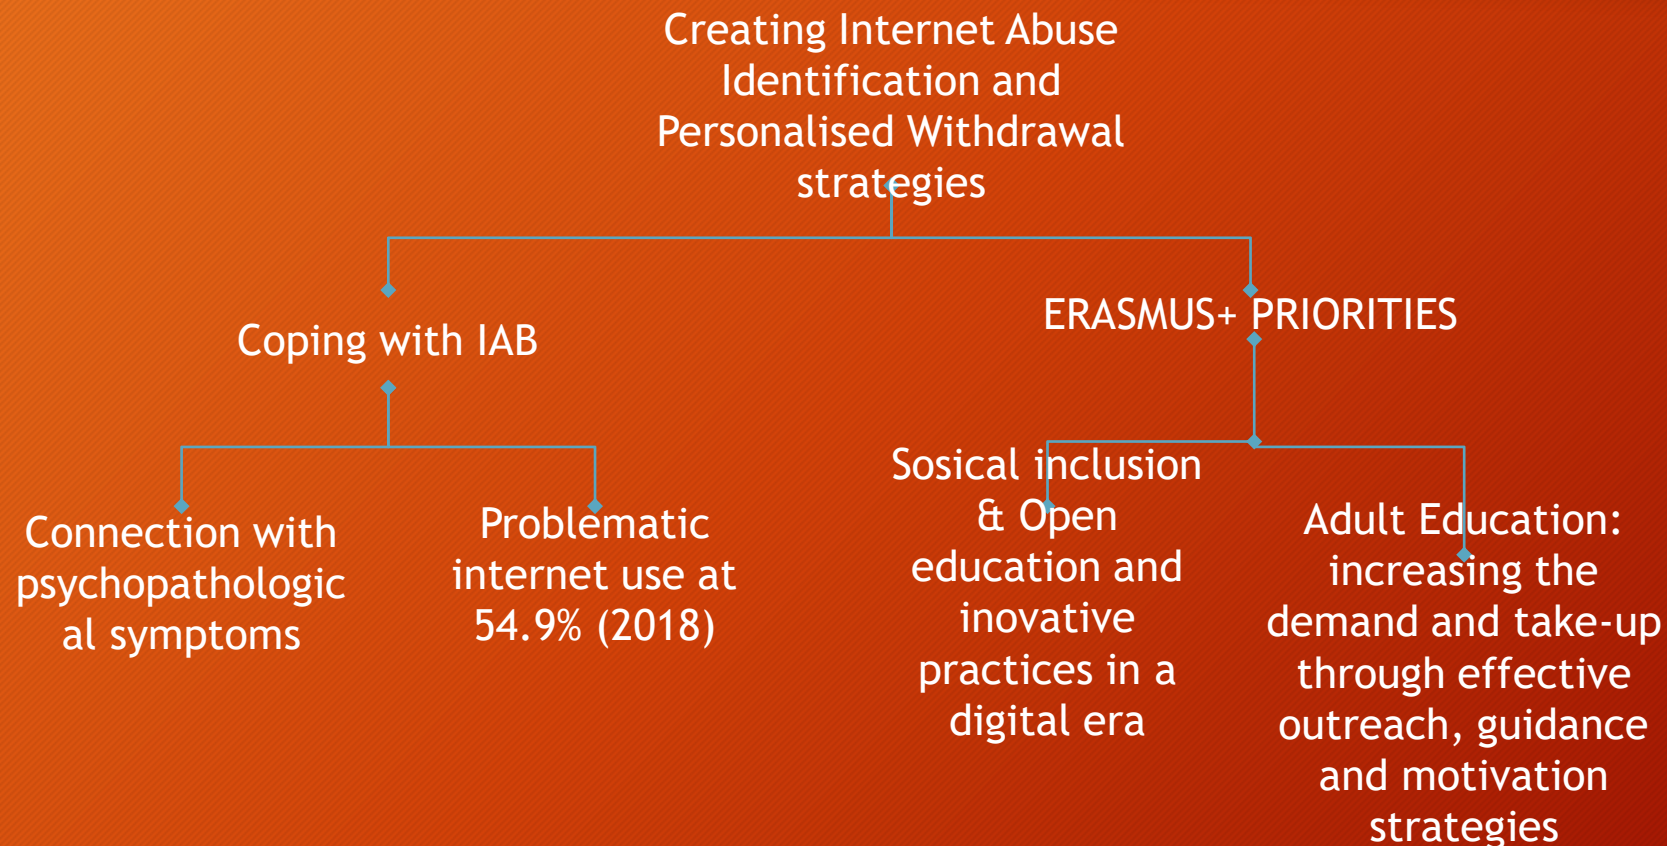 Creating Internet Abuse
Identification and
Personalised Withdrawal
strategies
Coping with IAB
ERASMUS+ PRIORITIES
Connection with
psychopathologic
al symptoms
Problematic
internet use at
54.9% (2018)
Sosical inclusion
& Open
education and
inovative
practices in a
digital era
Adult Education:
increasing the
demand and take-up
through effective
outreach, guidance
and motivation
strategies